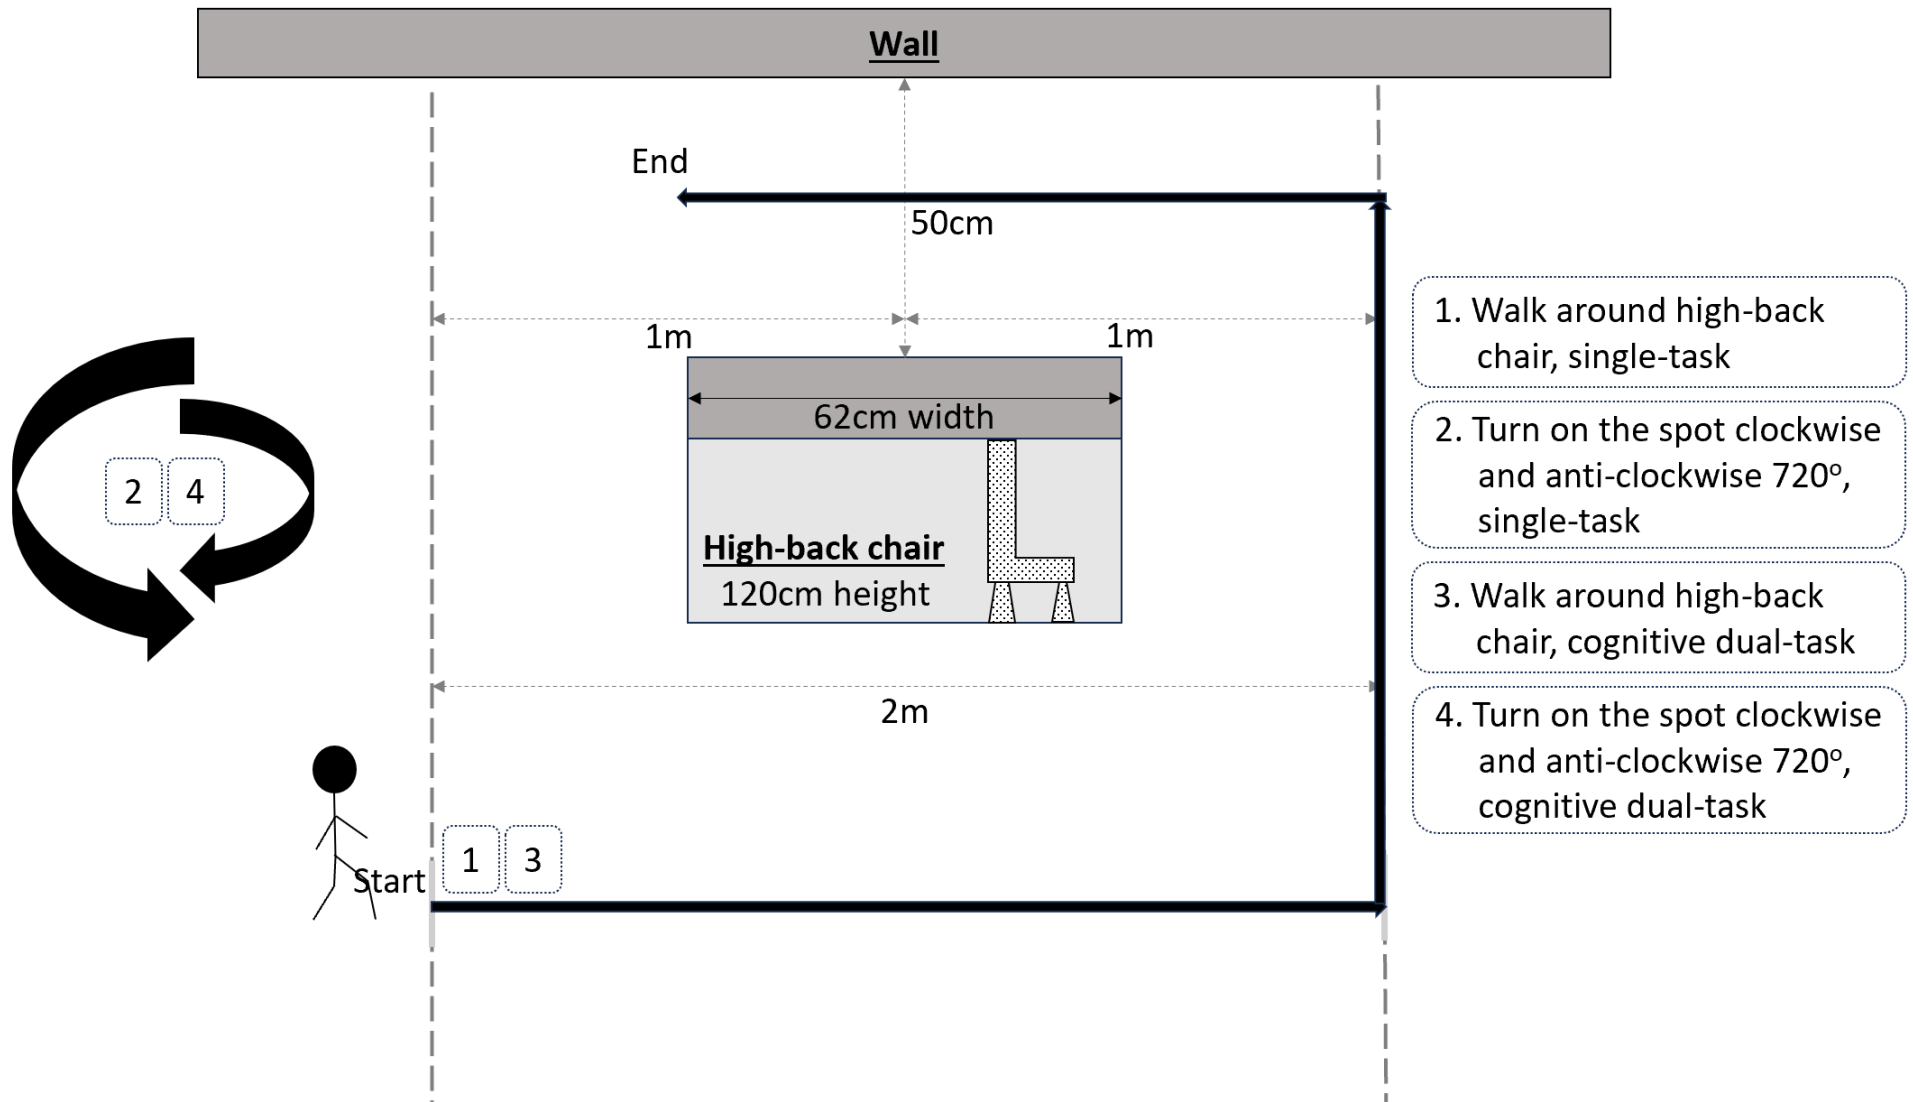 Wall
End
50cm
1m
1m
62cm width
High-back chair
120cm height
2 4
2m
1 3
Start
1. Walk around high-back
chair, single-task
2. Turn on the spot clockwise
and anti-clockwise 720º,
single-task
3. Walk around high-back
chair, cognitive dual-task
4. Turn on the spot clockwise
and anti-clockwise 720º,
cognitive dual-task